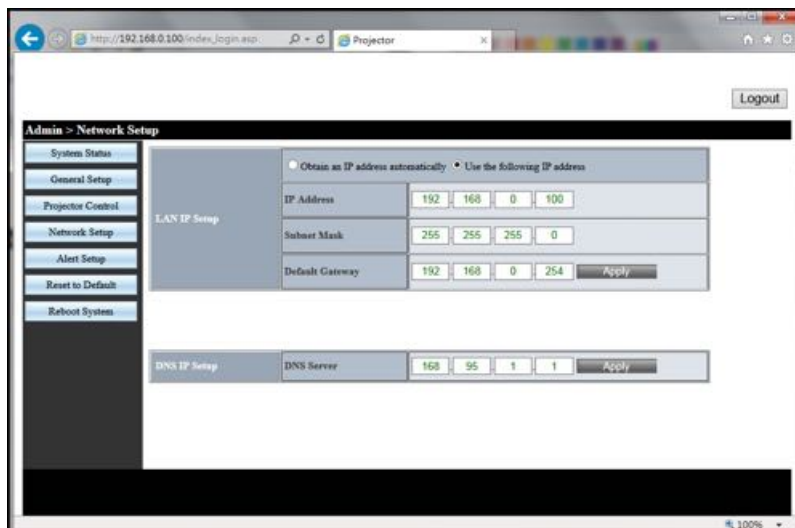 http://192.168.0.100/index_login.asp
Projector
Logout
Admin > Network Setup
System Status
General Setup
Projector Control
Network Setup
Alert Setup
Reset to Default
Reboot System
LAN IP Setup
Obtain an IP address automatically Use the following IP address
IP Address 192 . 168 . 0 . 100
Subnet Mask 255 . 255 . 255 . 0
Default Gateway 192 . 168 . 0 . 254 Apply
DNS IP Setup
DNS Server 168 . 95 . 1 . 1 Apply
100%